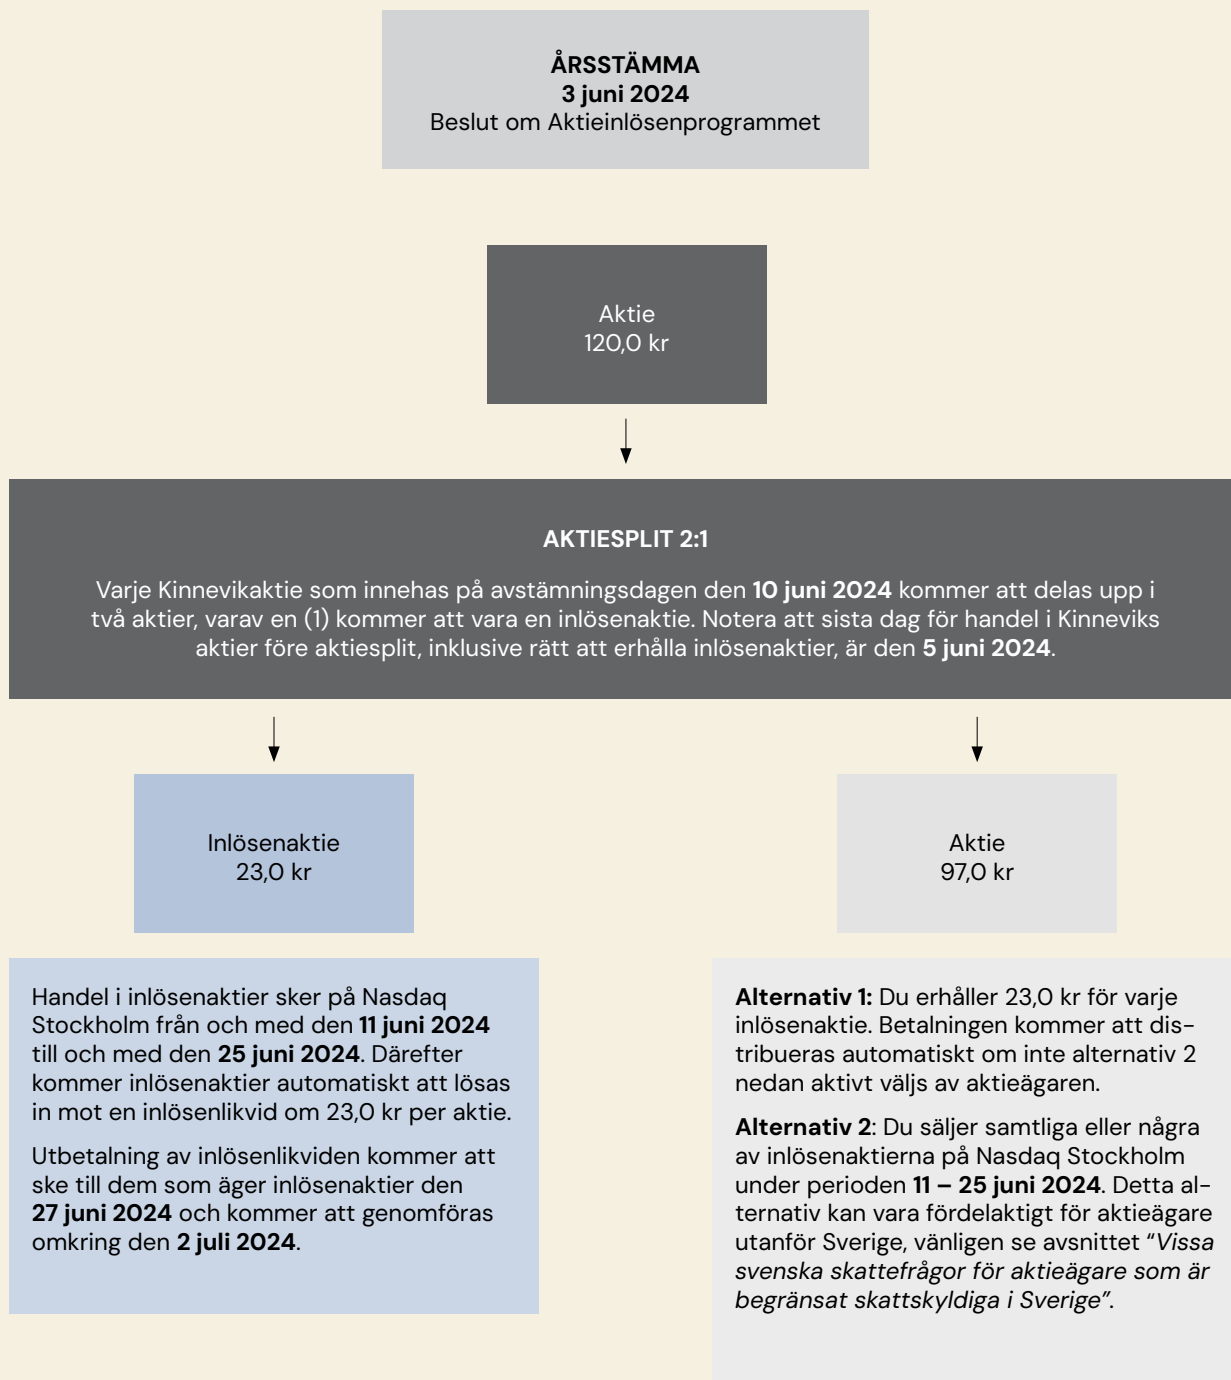 ÅRSSTÄMMA
3 juni 2024
Beslut om Aktieinlösenprogrammet
Aktie
120,0 kr
AKTIESPLIT 2:1
Varje Kinnevikaktie som innehas på avstämningsdagen den 10 juni 2024 kommer att delas upp i
två aktier, varav en (1) kommer att vara en inlösenaktie. Notera att sista dag för handel i Kinneviks
aktier före aktiesplit, inklusive rätt att erhålla inlösenaktier, är den 5 juni 2024.
Inlösenaktie
23,0 kr
Aktie
97,0 kr
Handel i inlösenaktier sker på Nasdaq
Stockholm från och med den 11 juni 2024
till och med den 25 juni 2024. Därefter
kommer inlösenaktier automatiskt att lösas
in mot en inlösenlikvid om 23,0 kr per aktie.
Utbetalning av inlösenlikviden kommer att
ske till dem som äger inlösenaktier den
27 juni 2024 och kommer att genomföras
omkring den 2 juli 2024.
Alternativ 1: Du erhåller 23,0 kr för varje
inlösenaktie. Betalningen kommer att dis-
tribueras automatiskt om inte alternativ 2
nedan aktivt väljs av aktieägaren.
Alternativ 2: Du säljer samtliga eller några
av inlösenaktierna på Nasdaq Stockholm
under perioden 11 – 25 juni 2024. Detta al-
ternativ kan vara fördelaktigt för aktieägare
utanför Sverige, vänligen se avsnittet “Vissa
svenska skattefrågor för aktieägare som är
begränsat skattskyldiga i Sverige”.